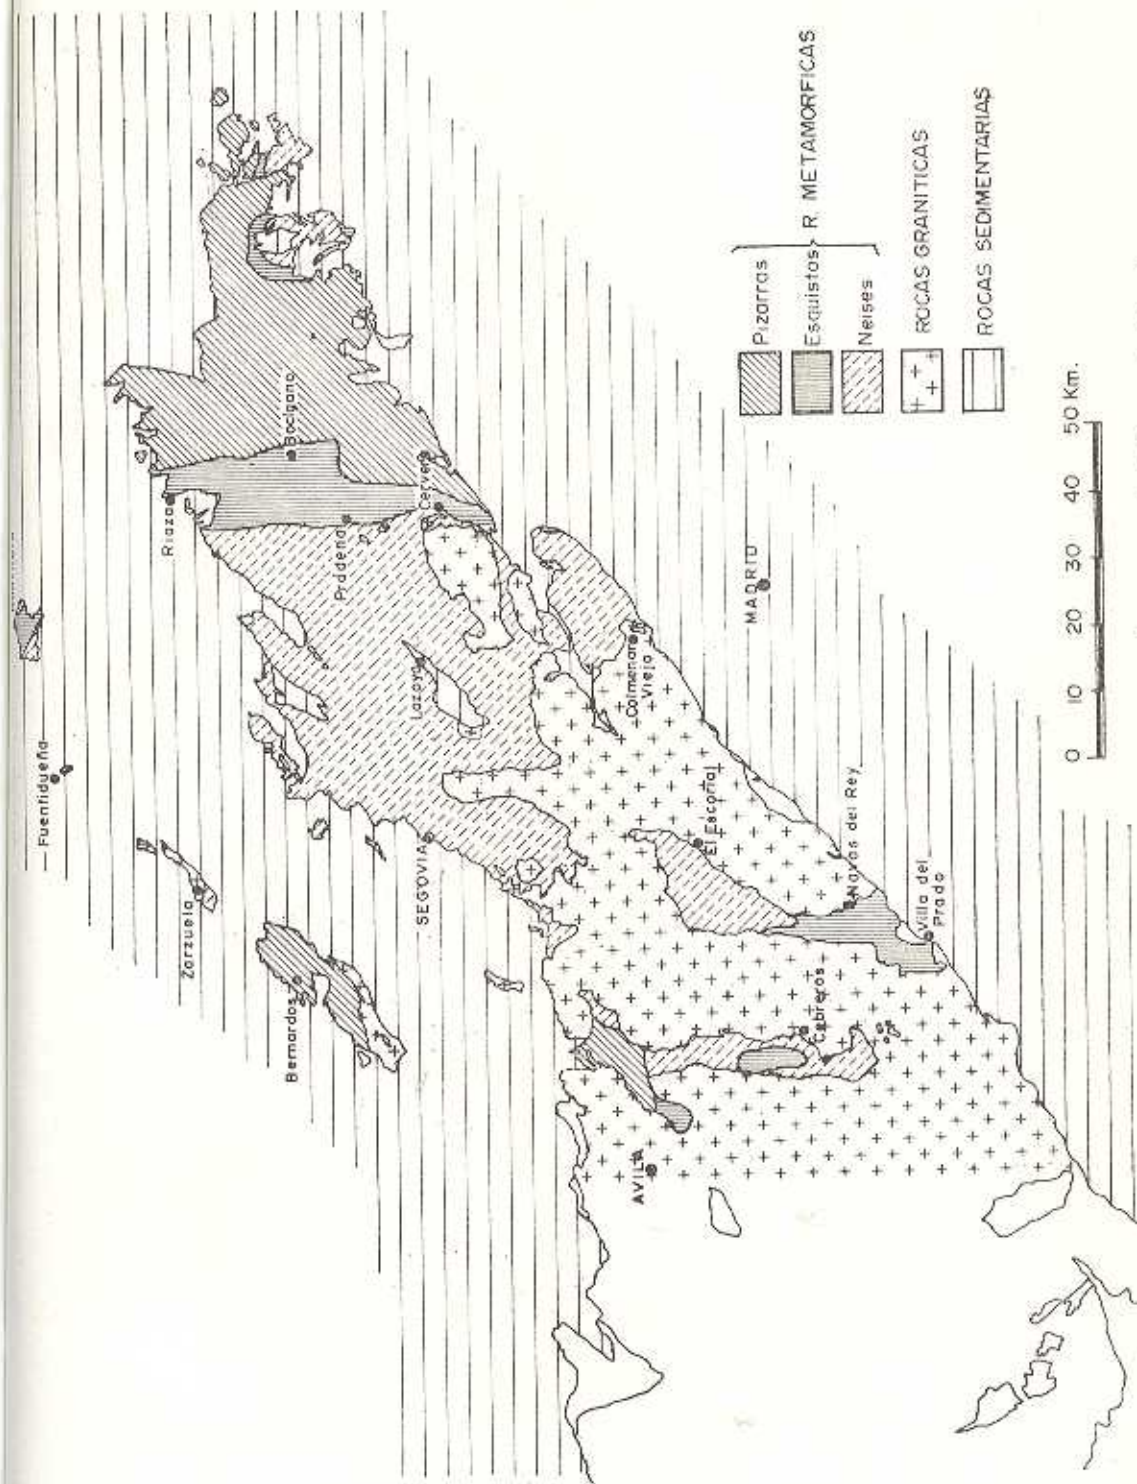 Fuentidueña
Riaza
Bocigano
Prádena
Cervera
Zarzuela
Lozoya
Bernardos
SEGOVIA
Colmenar
Viejo
MADRID
El Escorial
AVILA
Cebreros
Navas del Rey
Villa del
Prado
Pizarras
Esquistos
Neises
R. METAMORFICAS
ROCAS GRANITICAS
ROCAS SEDIMENTARIAS
0 10 20 30 40 50 Km.